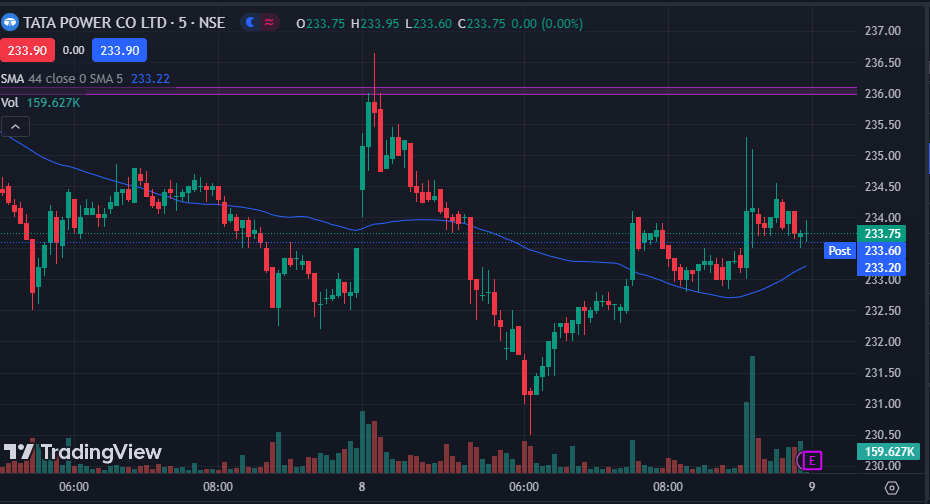 TATA POWER CO LTD · 5 · NSE O233.75 H233.95 L233.60 C233.75 0.00 (0.00%)
233.90 0.00 233.90
SMA 44 close 0 SMA 5 233.22
Vol 159.627K
237.00
236.50
236.00
235.50
235.00
234.50
234.00
233.75
Post 233.60
233.20
233.00
232.50
232.00
231.50
231.00
230.50
159.627K
230.00
TradingView
E
06:00 08:00 8 06:00 08:00 9